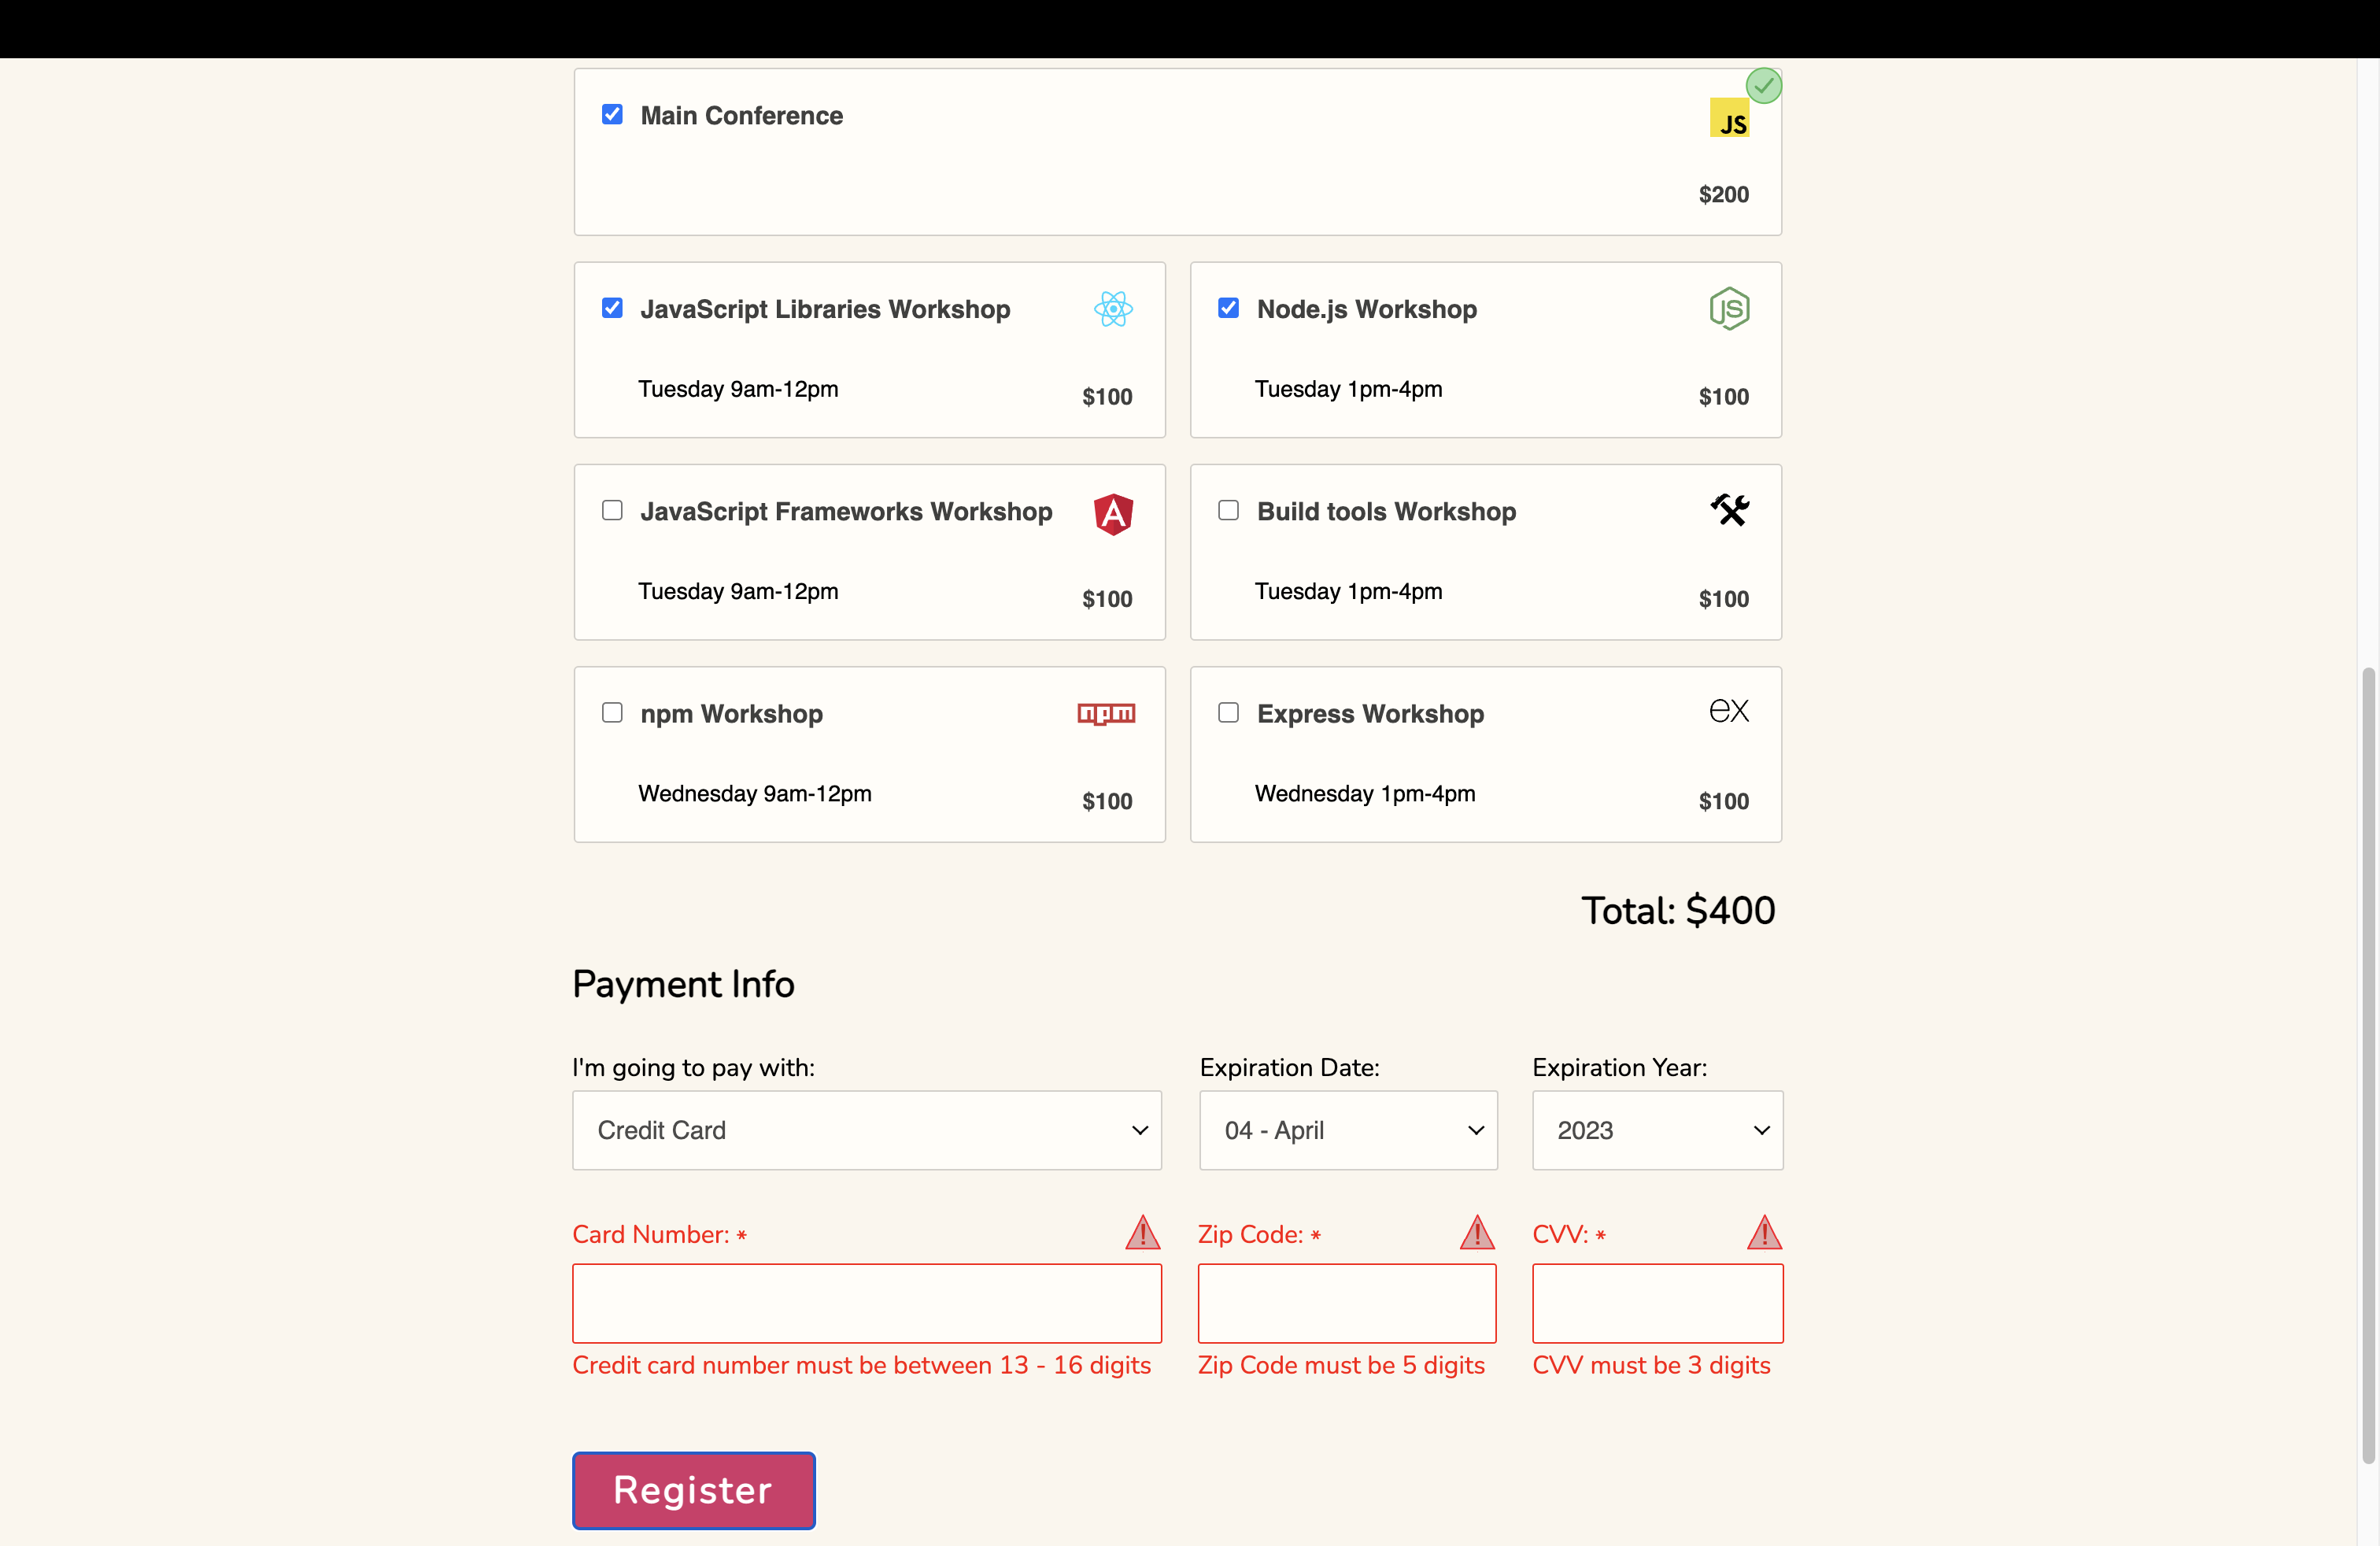 Main Conference
JS
$200
JavaScript Libraries Workshop
Tuesday 9am-12pm
$100
Node.js Workshop
JS
Tuesday 1pm-4pm
$100
JavaScript Frameworks Workshop
A
Tuesday 9am-12pm
$100
Build tools Workshop
Tuesday 1pm-4pm
$100
npm Workshop
npm
Wednesday 9am-12pm
$100
Express Workshop
ex
Wednesday 1pm-4pm
$100
Total: $400
Payment Info
I'm going to pay with:
Credit Card
Expiration Date:
04 - April
Expiration Year:
2023
Card Number: *
Credit card number must be between 13 - 16 digits
Zip Code: *
Zip Code must be 5 digits
CVV: *
CVV must be 3 digits
Register